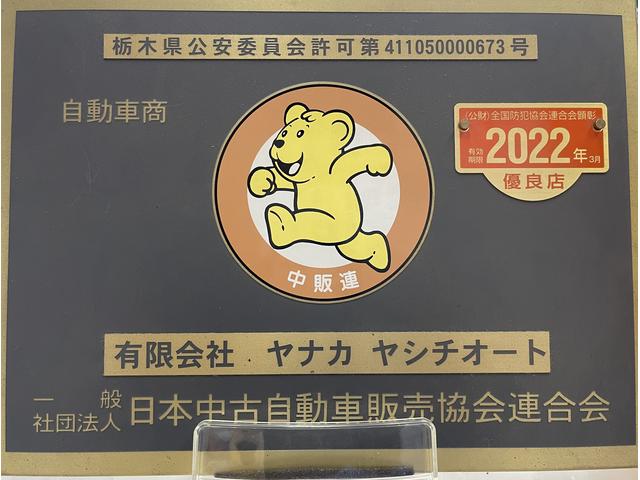 栃木県公安委員会許可第411050000673号
自動車商
(公財)全国防犯協会連合会顕彰
有効期限 2022年3月
優良店
中販連
有限会社 ヤナカ ヤシチオート
一般社団法人 日本中古自動車販売協会連合会